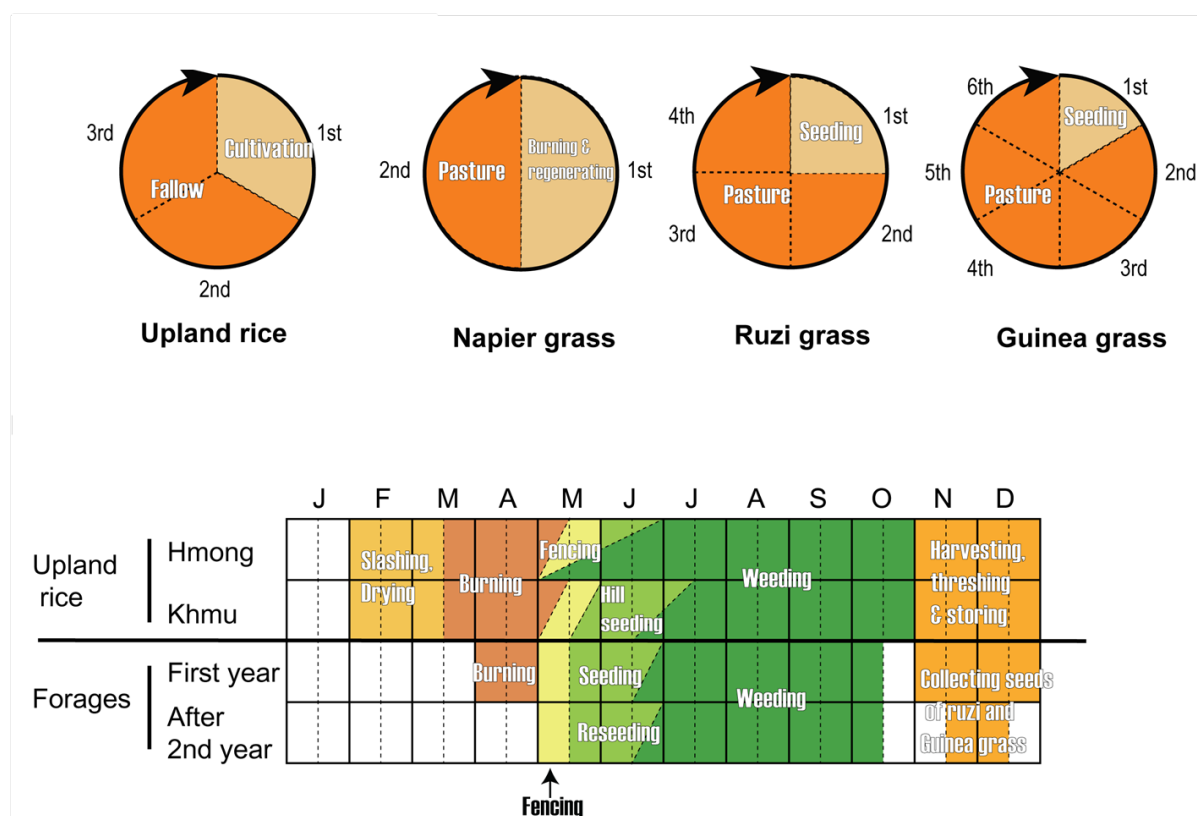 3rd
Cultivation
1st
Fallow
2nd
Upland rice
2nd
Pasture
Burning &
regenerating
1st
Napier grass
4th
Seeding
1st
Pasture
3rd
2nd
Ruzi grass
6th
1st
Seeding
5th
Pasture
2nd
4th
3rd
Guinea grass
J F M A M J J A S O N D
Upland
rice
Hmong
Khmu
Slashing,
Drying
Burning
Fencing
Hill
seeding
Weeding
Harvesting,
threshing
& storing
Forages
First year
After
2nd year
Burning
Seeding
Reseeding
Weeding
Collecting seeds
of ruzi and
Guinea grass
Fencing